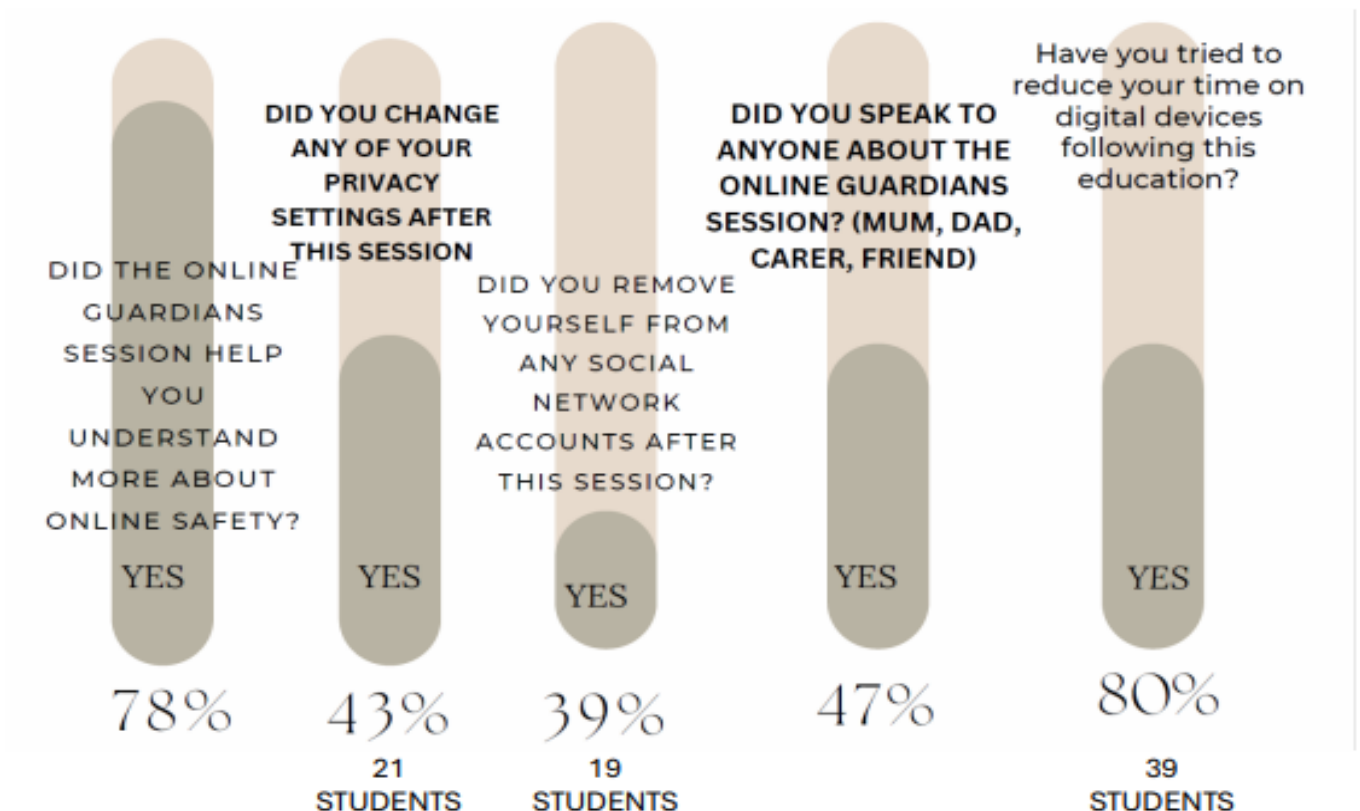 DID THE ONLINE
GUARDIANS
SESSION HELP
YOU
UNDERSTAND
MORE ABOUT
ONLINE SAFETY?
YES
78%
DID YOU CHANGE
ANY OF YOUR
PRIVACY
SETTINGS AFTER
THIS SESSION
YES
43%
21
STUDENTS
DID YOU REMOVE
YOURSELF FROM
ANY SOCIAL
NETWORK
ACCOUNTS AFTER
THIS SESSION?
YES
39%
19
STUDENTS
DID YOU SPEAK TO
ANYONE ABOUT THE
ONLINE GUARDIANS
SESSION? (MUM, DAD,
CARER, FRIEND)
YES
47%
Have you tried to
reduce your time on
digital devices
following this
education?
YES
80%
39
STUDENTS